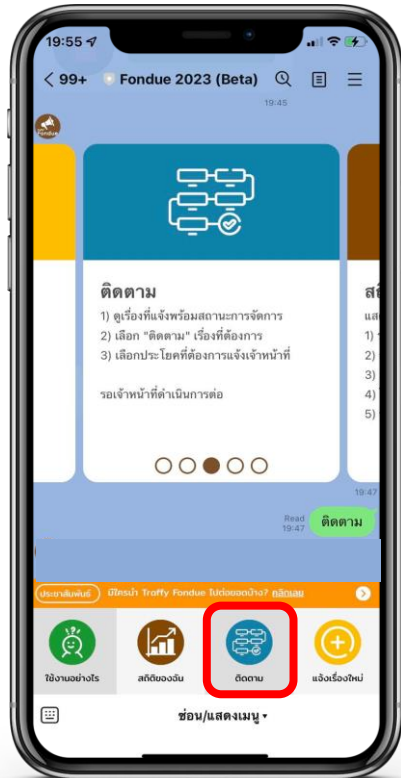 19:55
99+
Fondue 2023 (Beta)
19:45
fondue
ติดตาม
1) ดูเรื่องที่แจ้งพร้อมสถานะการจัดการ
2) เลือก "ติดตาม" เรื่องที่ต้องการ
3) เลือกประโยคที่ต้องการแจ้งเจ้าหน้าที่
รอเจ้าหน้าที่ดำเนินการต่อ
1)
2)
3)
4)
5)
19:47
Read
19:47
ติดตาม
ประชาสัมพันธ์
มีใครนำ Traffy Fondue ไปต่อยอดบ้าง? คลิกเลย
ใช้งานอย่างไร
สถิติของฉัน
ติดตาม
แจ้งเรื่องใหม่
ซ่อน/แสดงเมนู